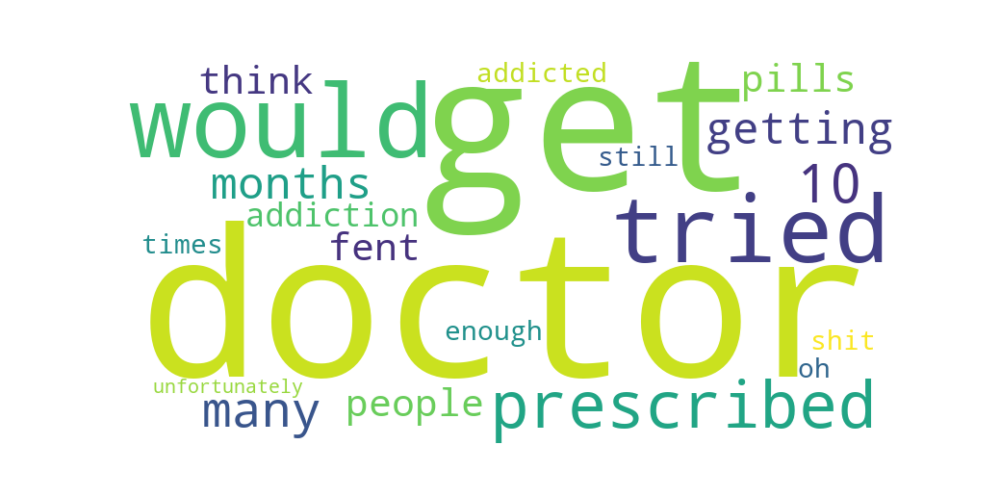 think
addicted
pills
would
get
getting
still
months
10
tried
addiction
times
fent
doctor
enough
shit
oh
unfortunately
many
people
prescribed